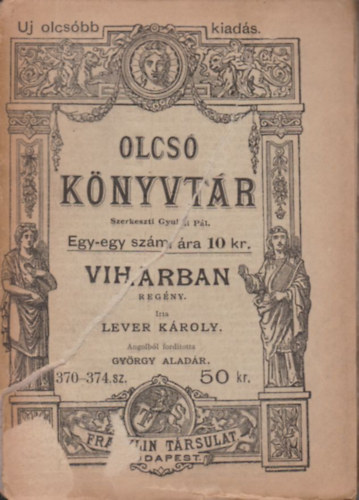 Uj olcsóbb kiadás.
OLCSÓ
KÖNYVTÁR
Szerkeszti Gyulai Pál.
Egy-egy szám ára 10 kr.
VIHARBAN
REGÉNY.
Irta
LEVER KÁROLY.
Angolból fordította
GYÖRGY ALADÁR.
370–374.sz. 50 kr.
FRANKLIN TÁRSULAT
BUDAPEST.